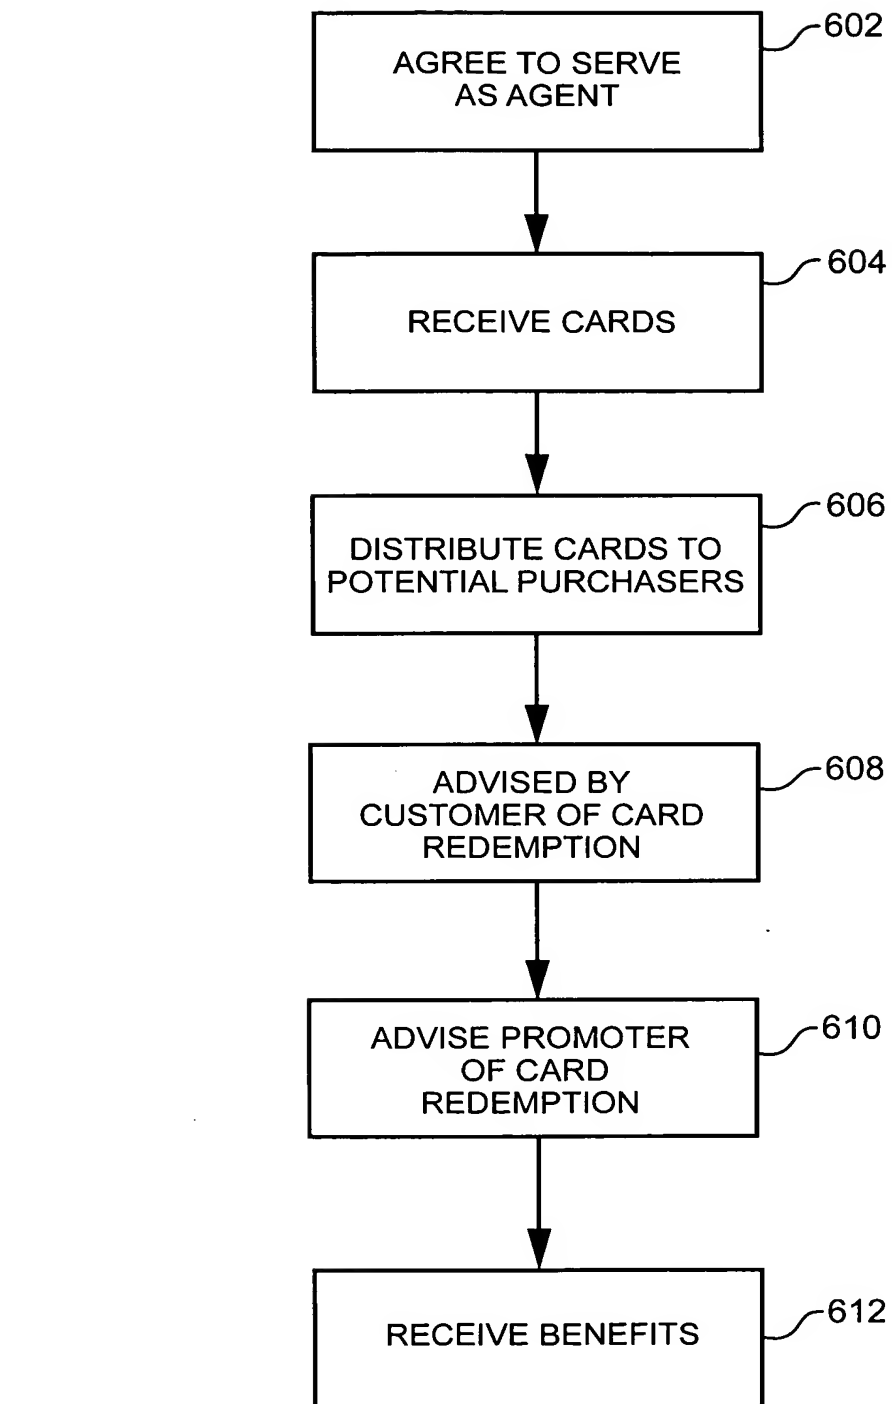 602
AGREE TO SERVE
AS AGENT
604
RECEIVE CARDS
606
DISTRIBUTE CARDS TO
POTENTIAL PURCHASERS
608
ADVISED BY
CUSTOMER OF CARD
REDEMPTION
610
ADVISE PROMOTER
OF CARD
REDEMPTION
612
RECEIVE BENEFITS